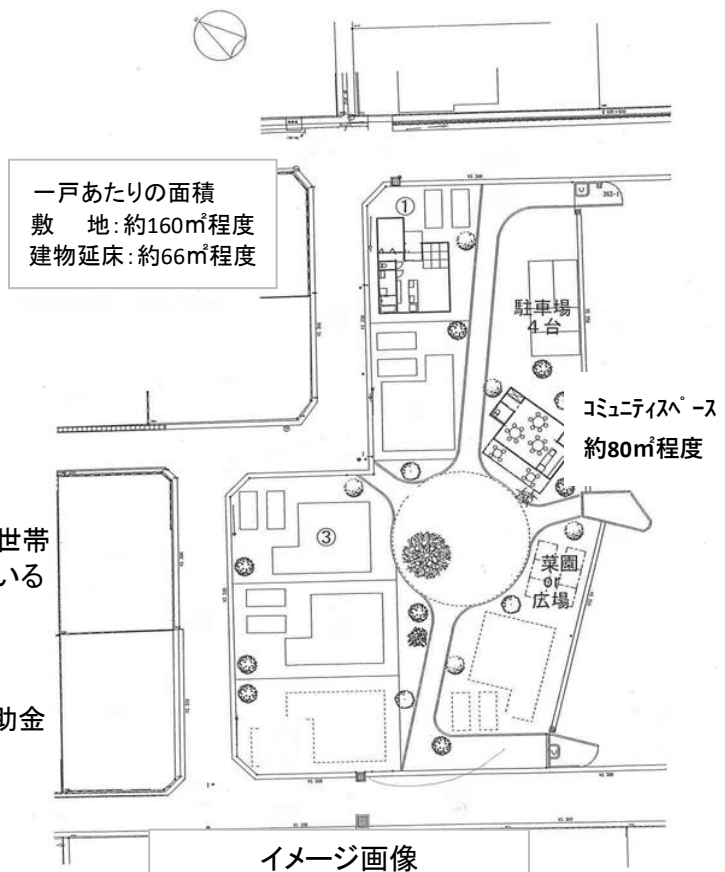 一戸あたりの面積
敷　地：約160㎡程度
建物延床：約66㎡程度
①
362-1
駐車場
4台
ｺﾐｭﾆﾃｨｽﾍﾟｰｽ
約80㎡程度
世帯
いる
③
菜園
or
広場
助金
イメージ画像